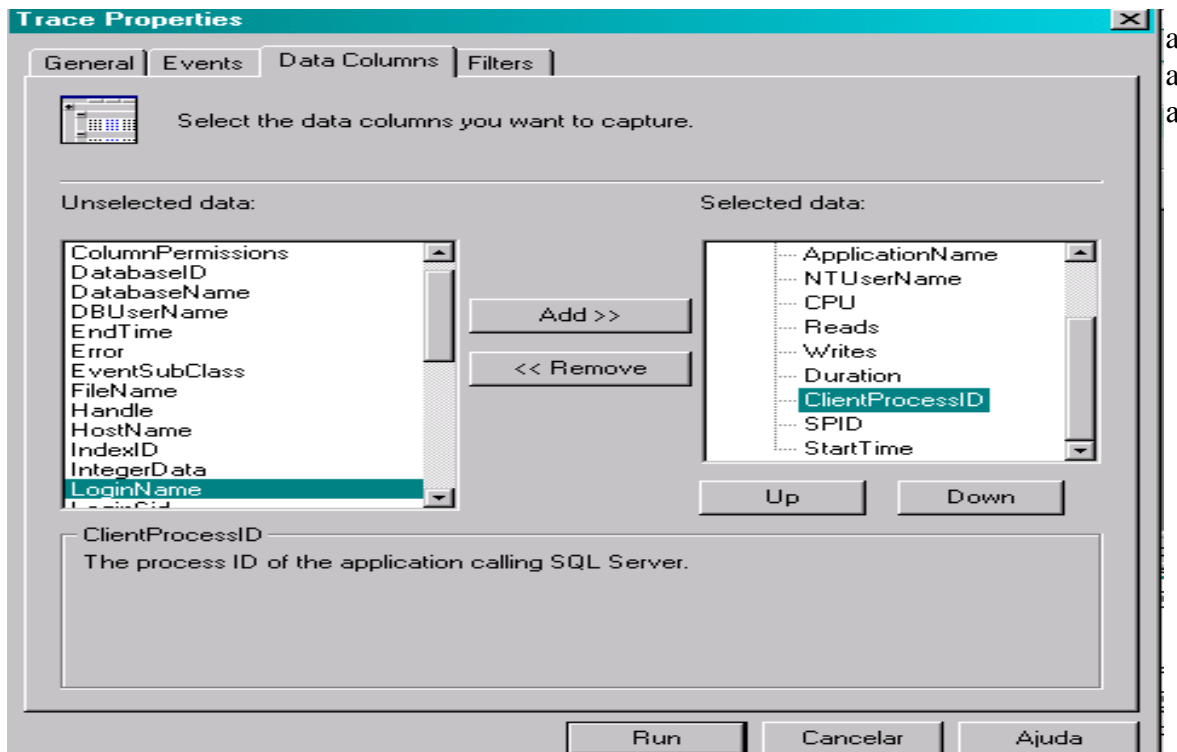 Trace Properties
General Events Data Columns Filters
Select the data columns you want to capture.
Unselected data:
ColumnPermissions
DatabaseID
DatabaseName
DBUserName
EndTime
Error
EventSubClass
FileName
Handle
HostName
IndexID
IntegerData
LoginName
Add >>
<< Remove
Selected data:
ApplicationName
NTUserName
CPU
Reads
Writes
Duration
ClientProcessID
SPID
StartTime
Up Down
ClientProcessID
The process ID of the application calling SQL Server.
Run Cancelar Ajuda
a
a
a